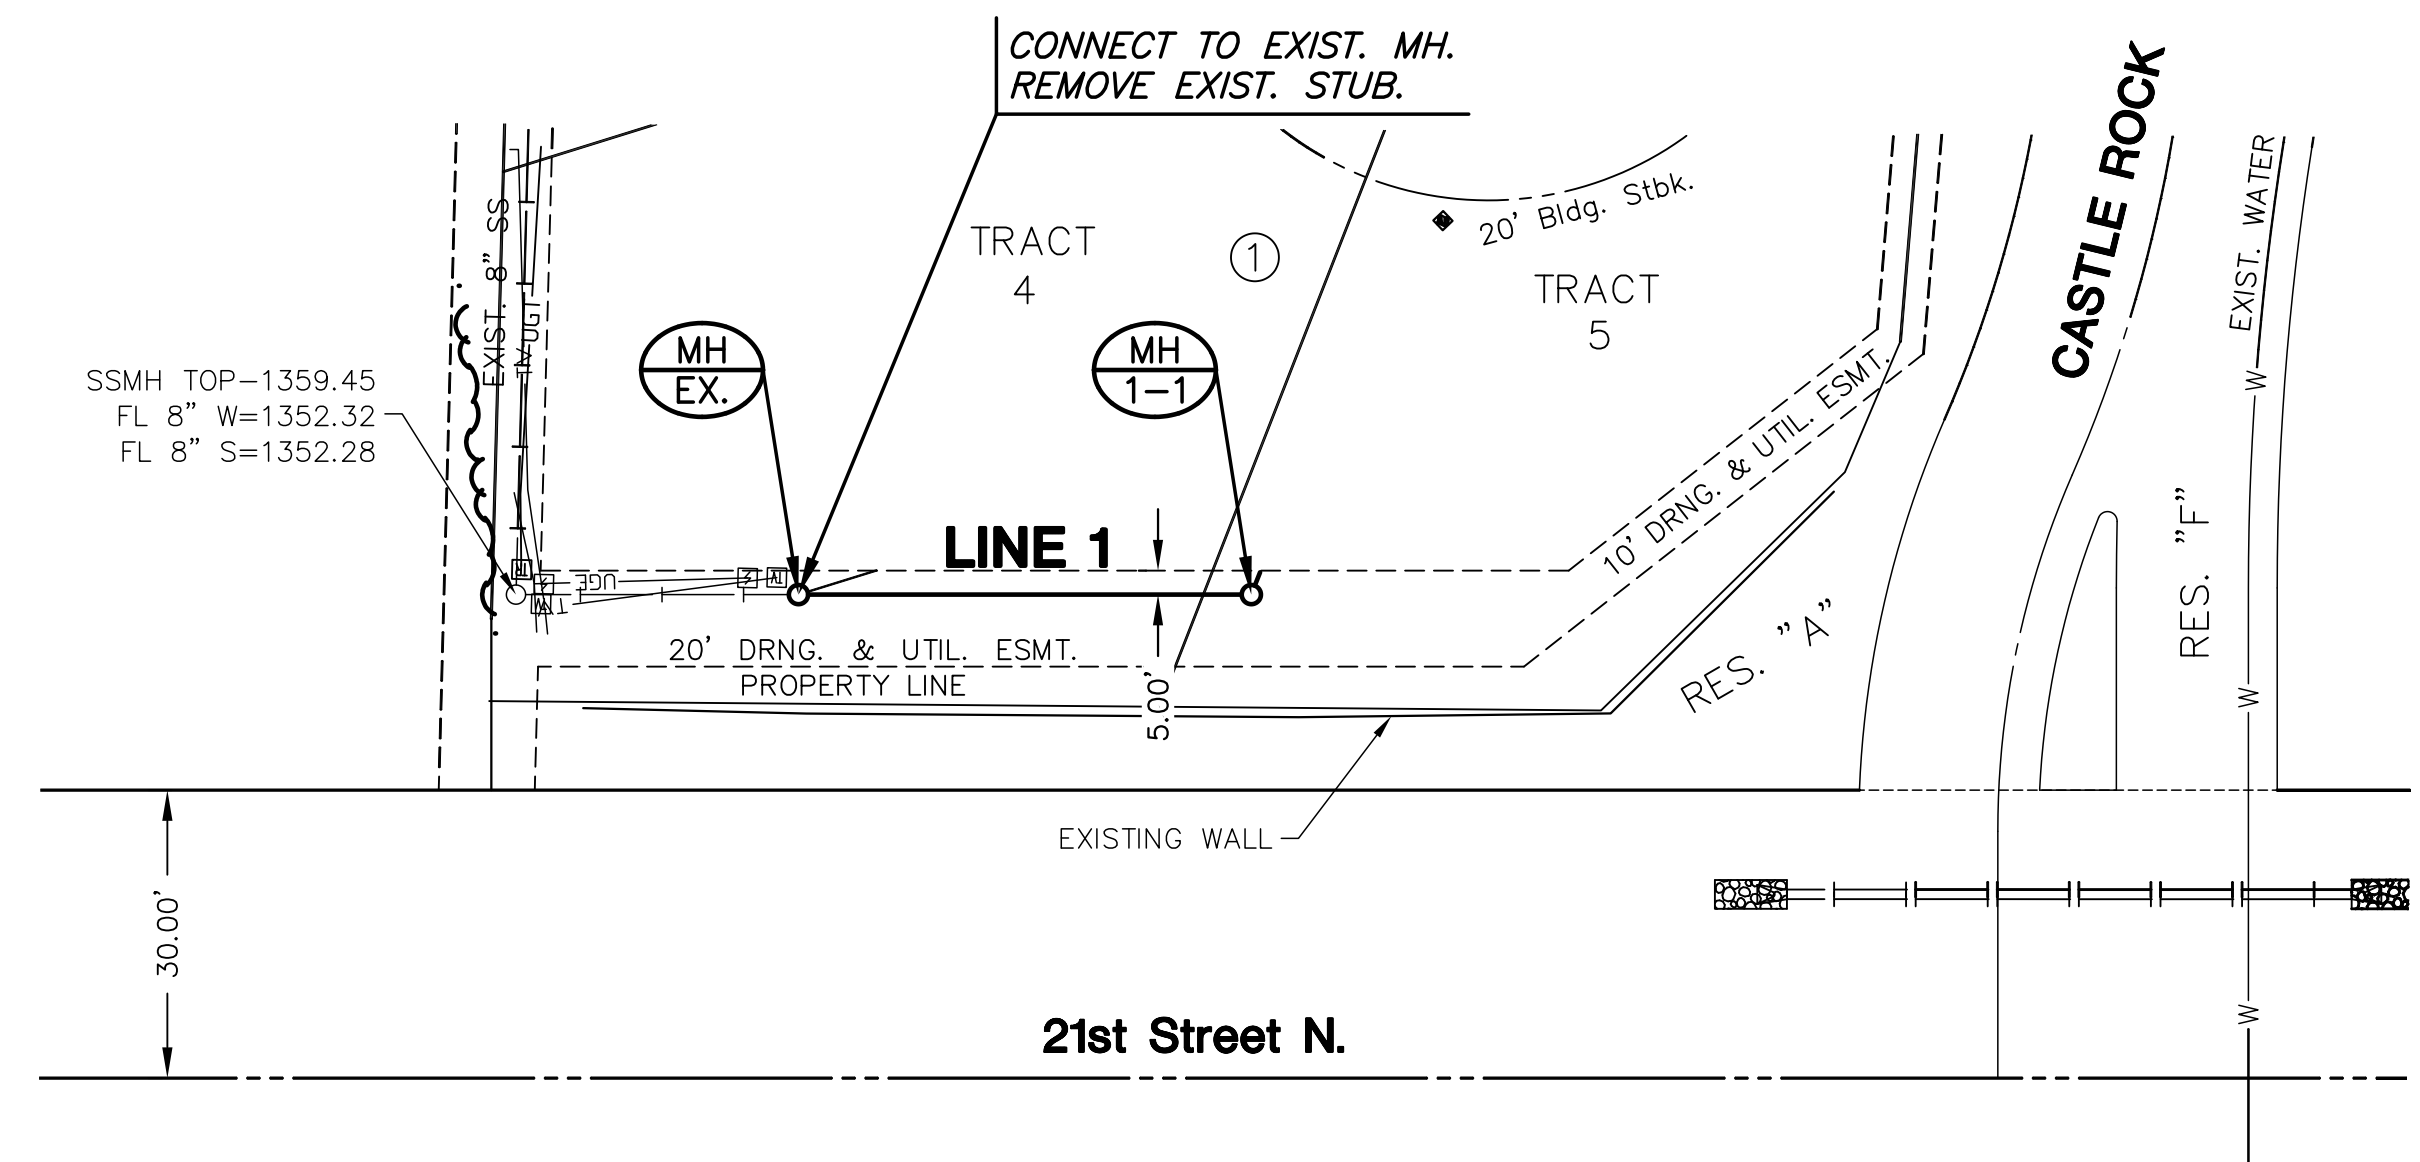 CONNECT TO EXIST. MH.
REMOVE EXIST. STUB.
CASTLE ROCK
EXIST. WATER
EXIST. 8" SS
UGT
TV
TRACT
4
1
20' Bldg. Stbk.
TRACT
5
MH
EX.
MH
1-1
SSMH TOP-1359.45
FL 8" W=1352.32
FL 8" S=1352.28
10' DRNG. & UTIL. ESMT.
W
LINE 1
UGE
TV
TV
RES. "F"
RES. "A"
20' DRNG. & UTIL. ESMT.
PROPERTY LINE
5.00'
W
EXISTING WALL
30.00'
W
21st Street N.